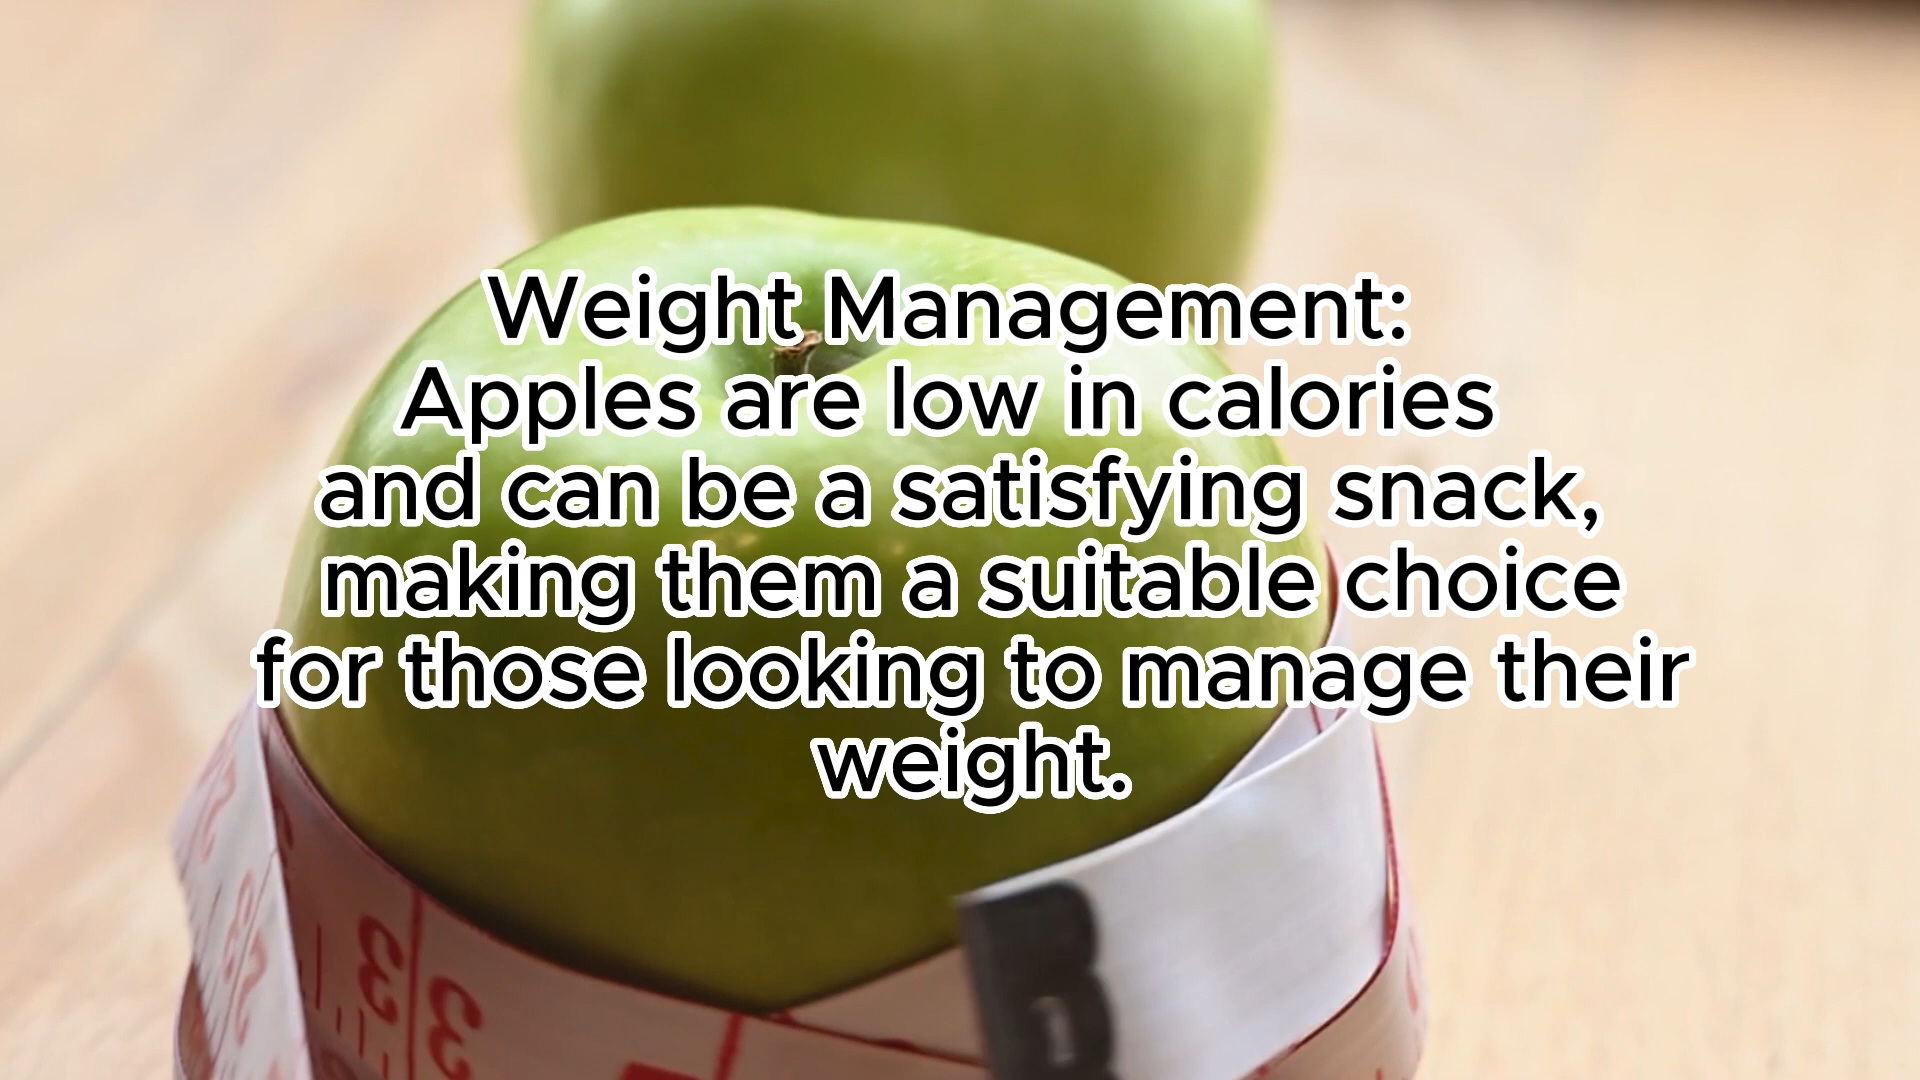 Weight Management:
Apples are low in calories
and can be a satisfying snack,
making them a suitable choice
for those looking to manage their
weight.
33